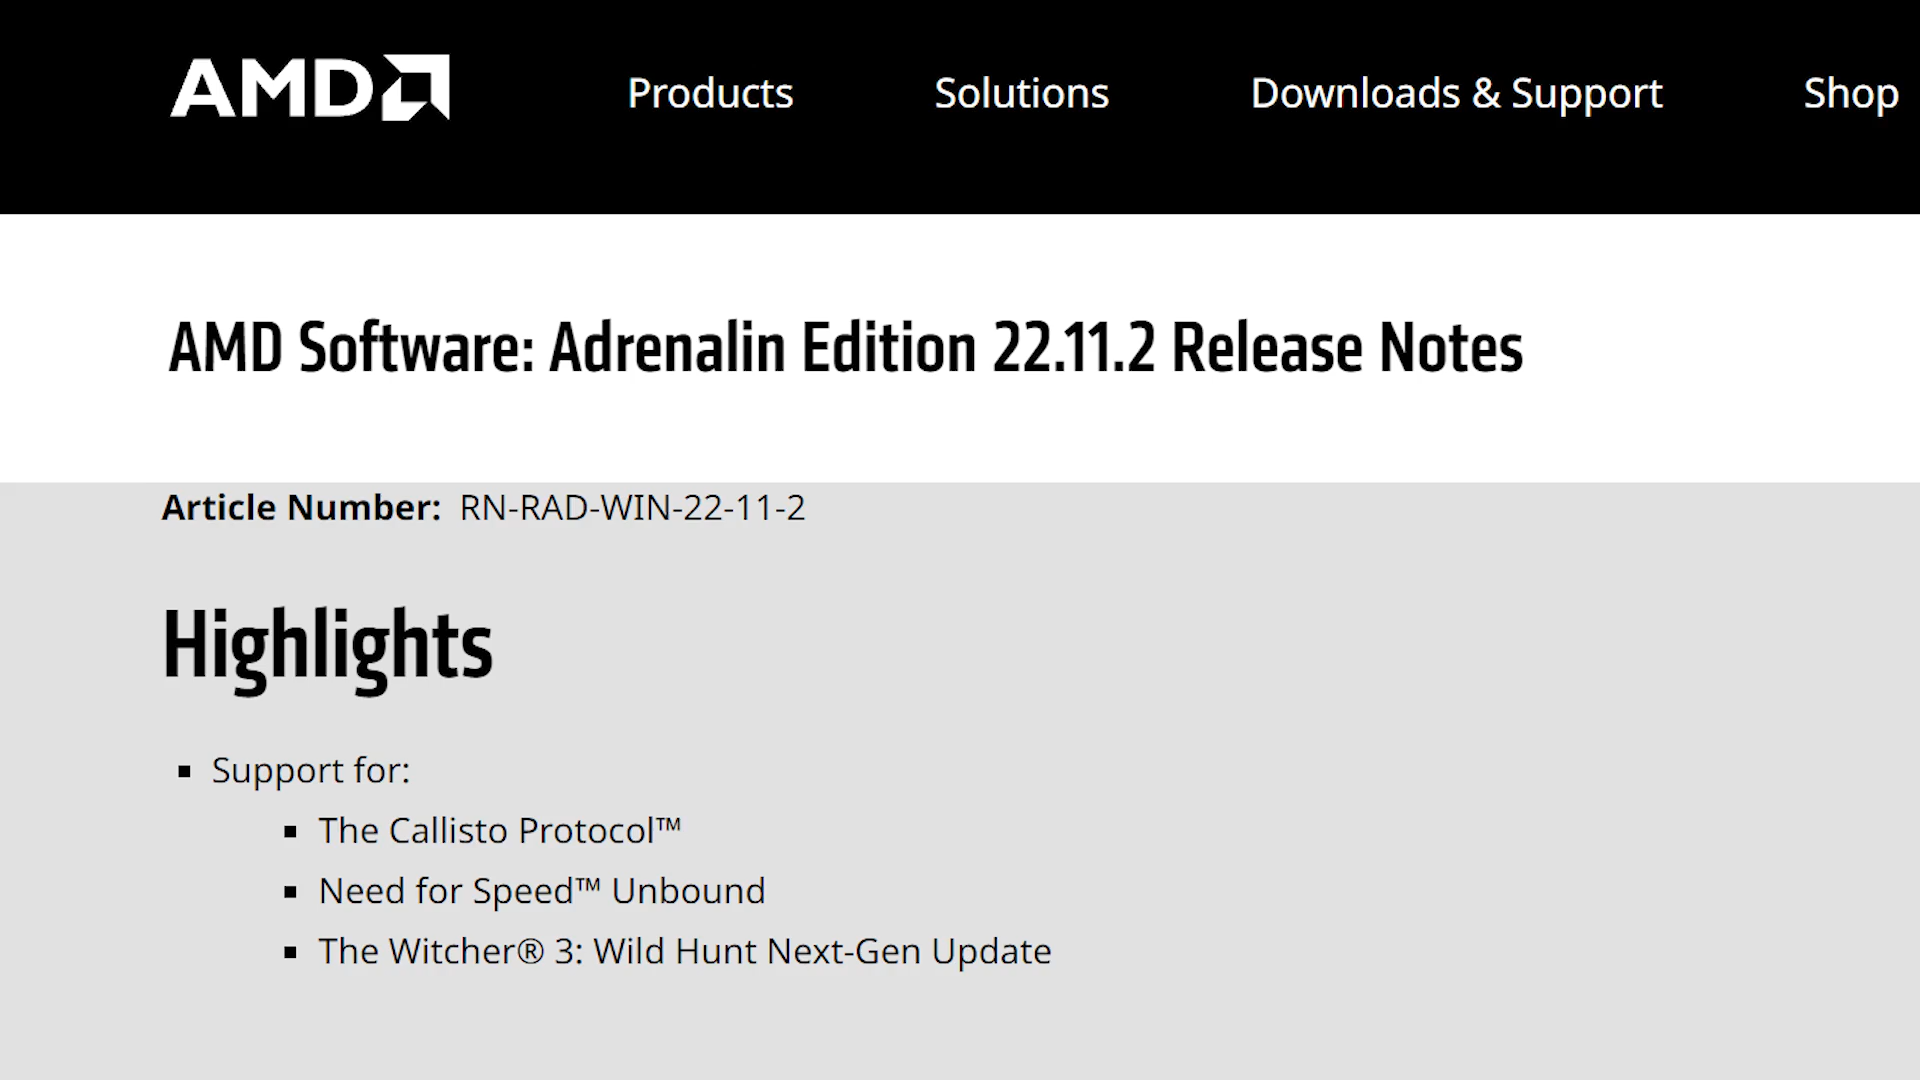 AMD Products Solutions Downloads & Support Shop
AMD Software: Adrenalin Edition 22.11.2 Release Notes
Article Number: RN-RAD-WIN-22-11-2
Highlights
▪ Support for:
▪ The Callisto Protocol™
▪ Need for Speed™ Unbound
▪ The Witcher® 3: Wild Hunt Next-Gen Update